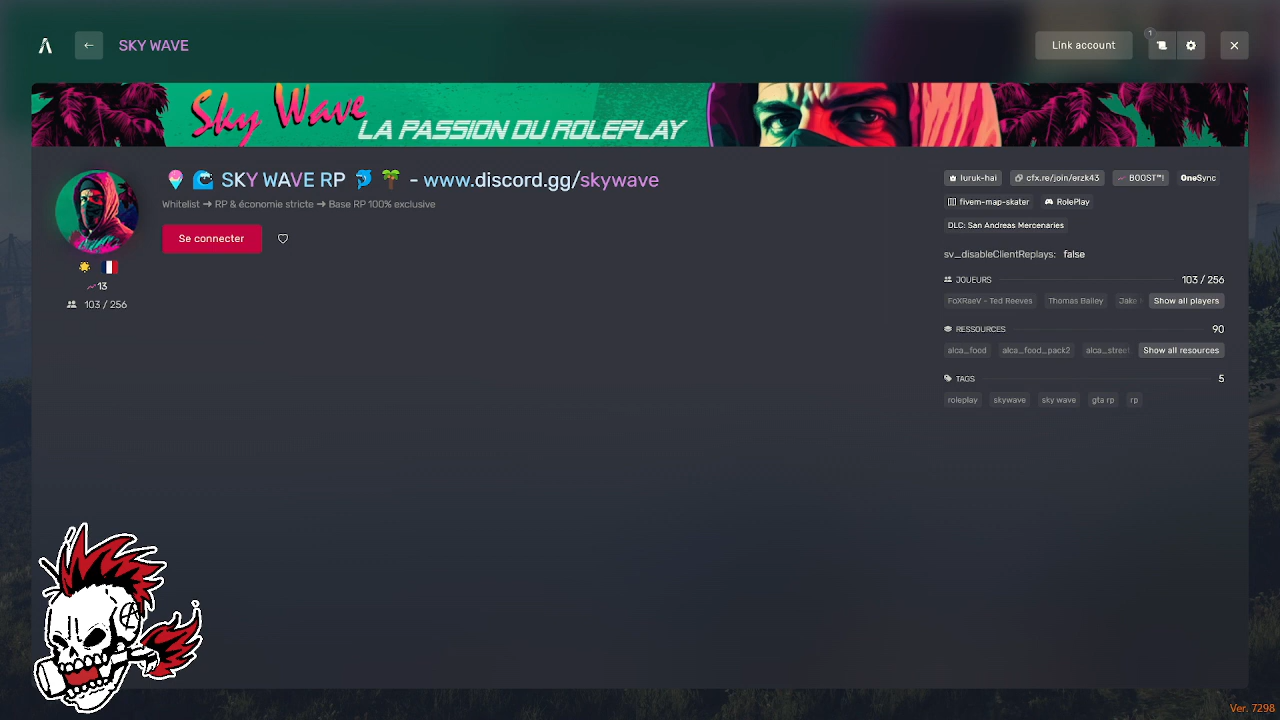 SKY WAVE
Link account
1
Sky Wave
LA PASSION DU ROLEPLAY
SKY WAVE RP - www.discord.gg/skywave
Whitelist ➜ RP & économie stricte ➜ Base RP 100% exclusive
Se connecter
13
103 / 256
luruk-hai
cfx.re/join/erzk43
BOOST™!
OneSync
fivem-map-skater
RolePlay
DLC: San Andreas Mercenaries
sv_disableClientReplays: false
JOUEURS 103 / 256
FoXRaeV - Ted Reeves
Thomas Bailey
Jake
Show all players
RESSOURCES 90
alca_food
alca_food_pack2
alca_street
Show all resources
TAGS 5
roleplay
skywave
sky wave
gta rp
rp
Ver. 7298